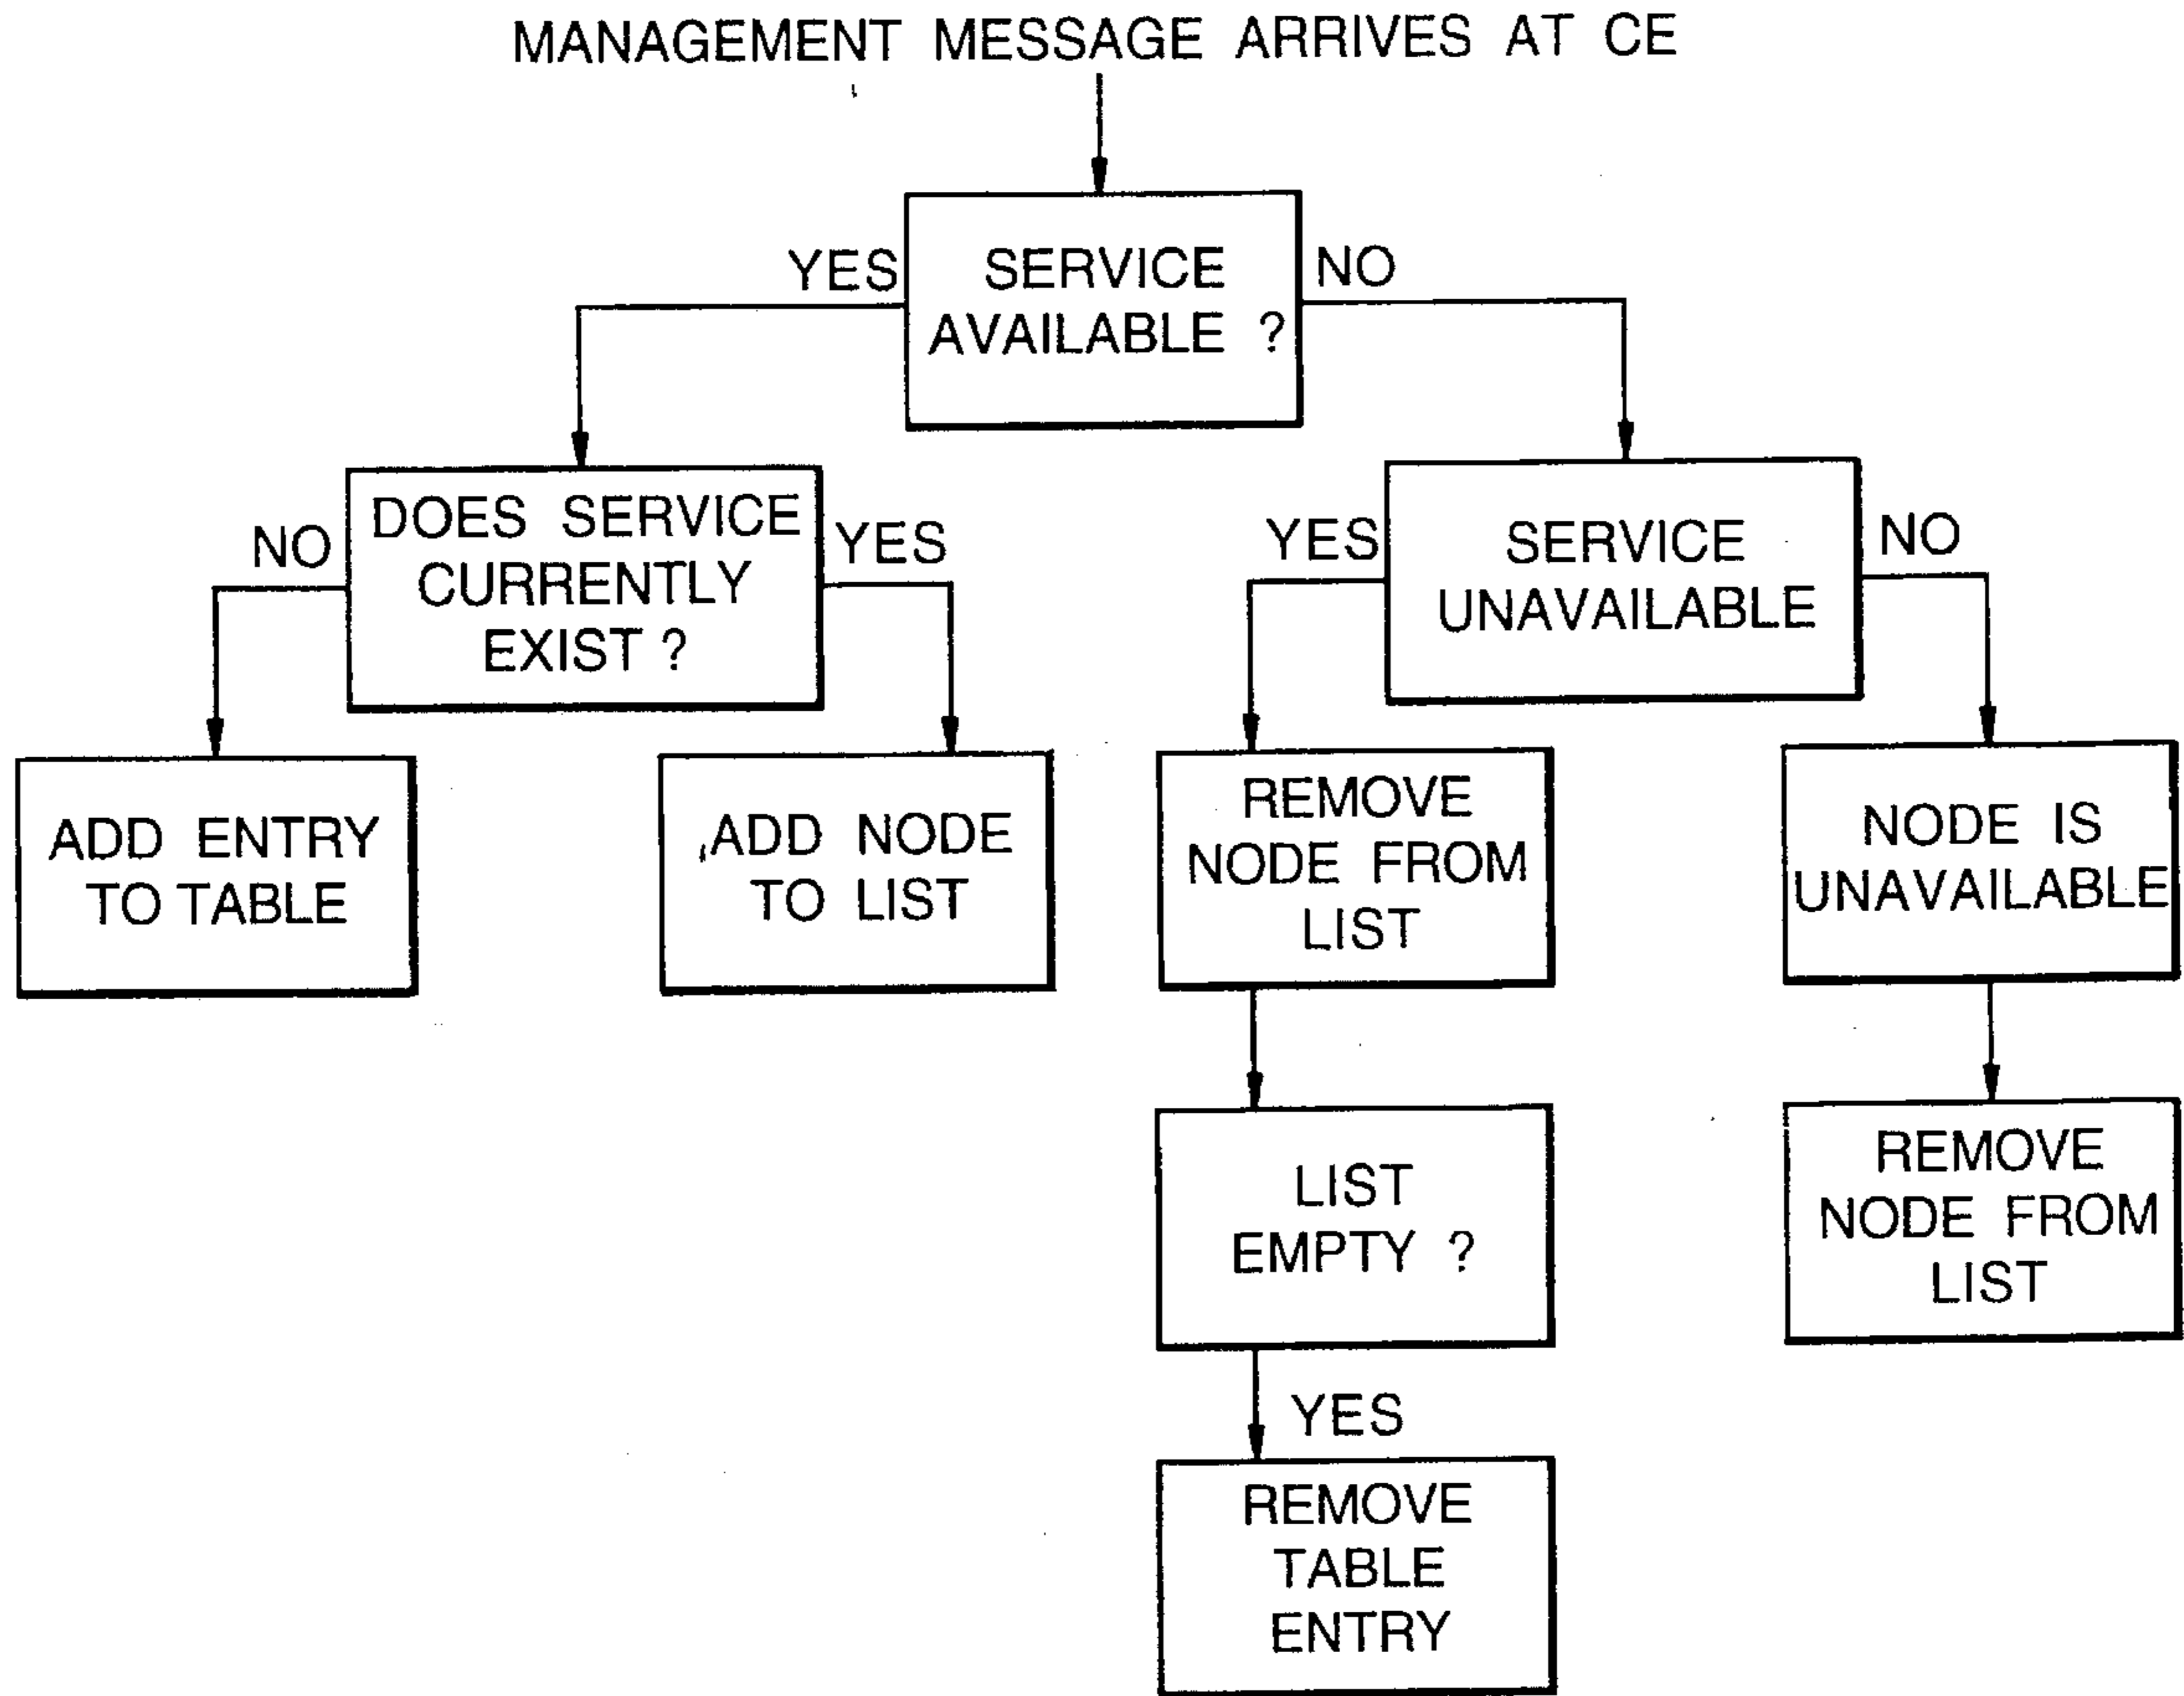 MANAGEMENT MESSAGE ARRIVES AT CE
YES
SERVICE
AVAILABLE ?
NO
NO
DOES SERVICE
CURRENTLY
EXIST ?
YES
YES
SERVICE
UNAVAILABLE
NO
ADD ENTRY
TO TABLE
ADD NODE
TO LIST
REMOVE
NODE FROM
LIST
NODE IS
UNAVAILABLE
LIST
EMPTY ?
REMOVE
NODE FROM
LIST
YES
REMOVE
TABLE
ENTRY